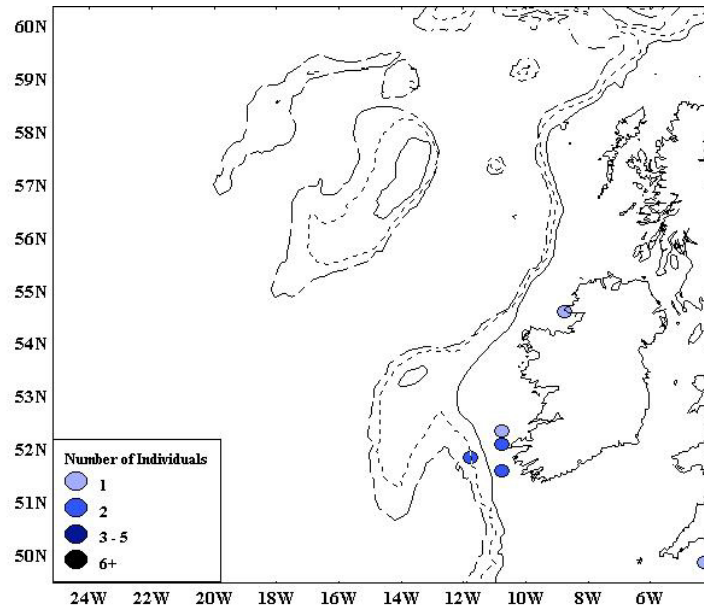 60N
59N
58N
57N
56N
55N
54N
53N
52N
51N
50N
Number of Individuals
1
2
3 - 5
6+
24W 22W 20W 18W 16W 14W 12W 10W 8W 6W